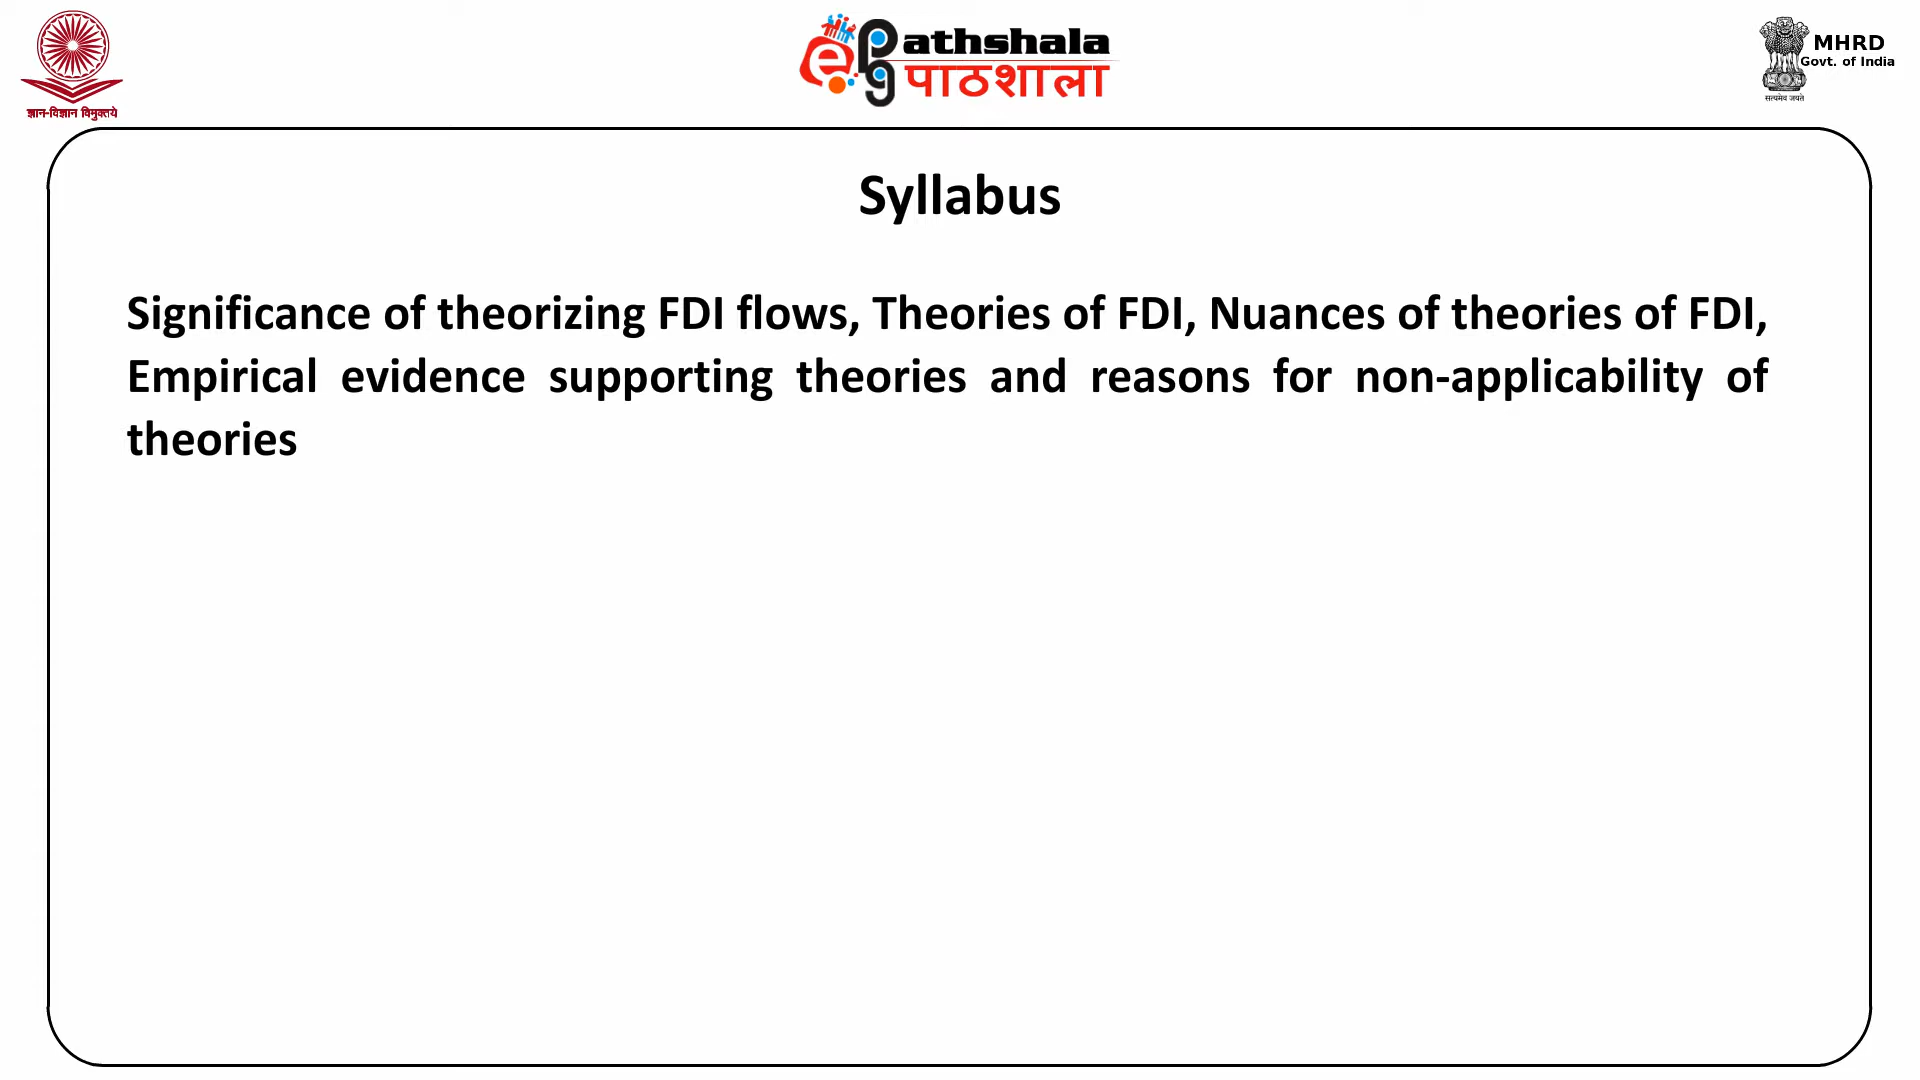 ज्ञान-विज्ञान विमुक्तये
e pg athshala
पाठशाला
MHRD
Govt. of India
सत्यमेव जयते
Syllabus
Significance of theorizing FDI flows, Theories of FDI, Nuances of theories of FDI,
Empirical evidence supporting theories and reasons for non-applicability of
theories